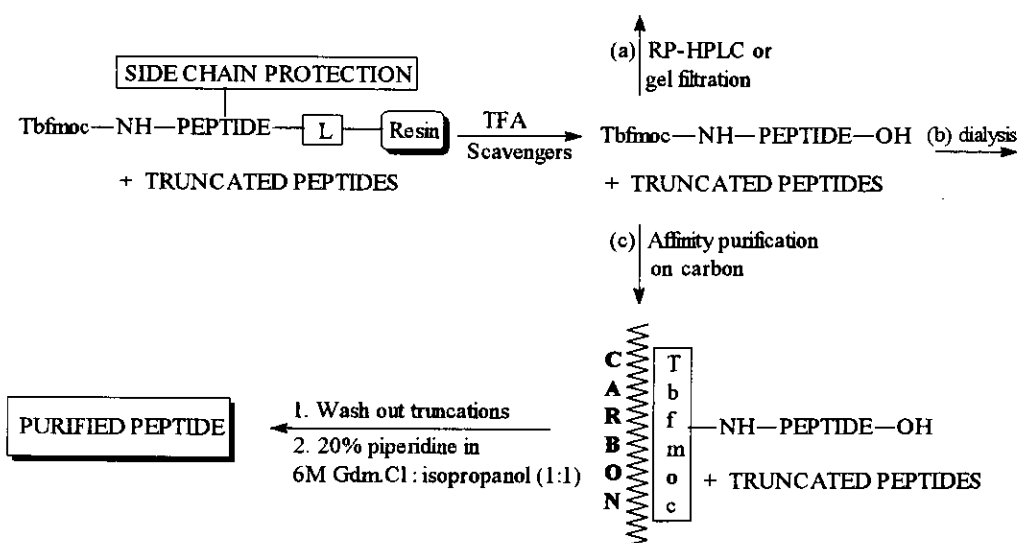 SIDE CHAIN PROTECTION
Tbfmoc—NH—PEPTIDE—L—Resin
+ TRUNCATED PEPTIDES
TFA
Scavengers
(a) RP-HPLC or
gel filtration
Tbfmoc—NH—PEPTIDE—OH
+ TRUNCATED PEPTIDES
(b) dialysis
(c) Affinity purification
on carbon
CARBON
Tbfmoc
—NH—PEPTIDE—OH
+ TRUNCATED PEPTIDES
1. Wash out truncations
2. 20% piperidine in
6M Gdm.Cl : isopropanol (1:1)
PURIFIED PEPTIDE